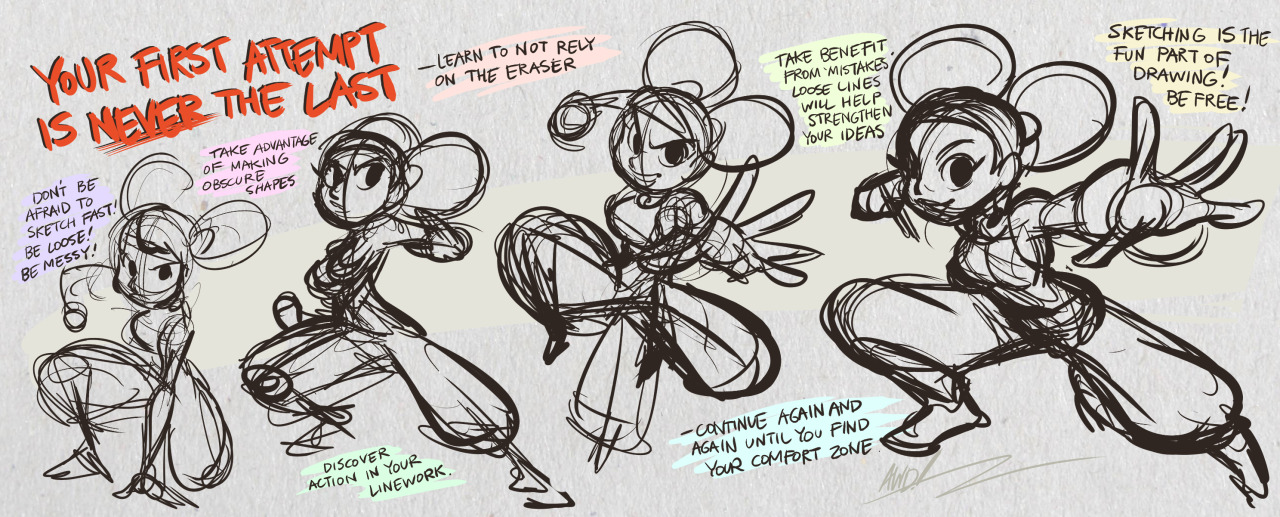 YOUR FIRST ATTEMPT
IS NEVER THE LAST
DON'T BE
AFRAID TO
SKETCH FAST!
BE LOOSE!
BE MESSY!
TAKE ADVANTAGE
OF MAKING
OBSCURE
SHAPES
DISCOVER
ACTION IN YOUR
LINEWORK.
—LEARN TO NOT RELY
ON THE ERASER
—CONTINUE AGAIN AND
AGAIN UNTIL YOU FIND
YOUR COMFORT ZONE.
TAKE BENEFIT
FROM MISTAKES
LOOSE LINES
WILL HELP
STRENGTHEN
YOUR IDEAS
SKETCHING IS THE
FUN PART OF
DRAWING!
BE FREE!